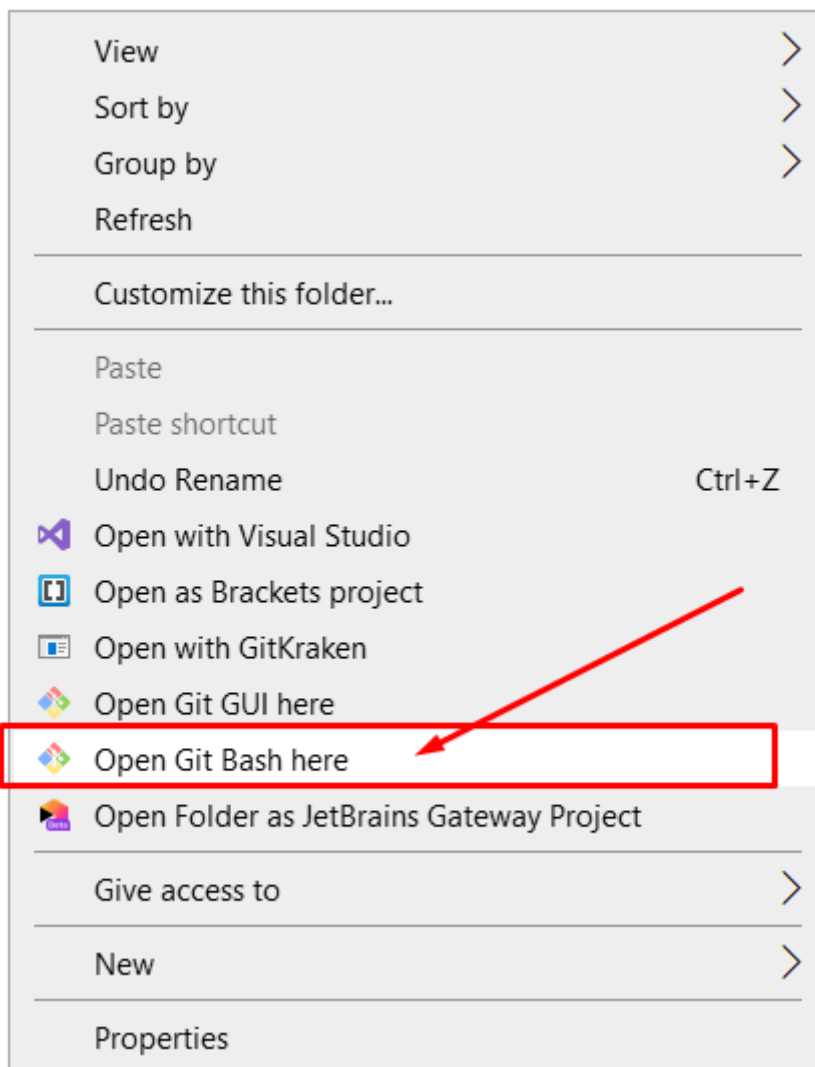 View
Sort by
Group by
Refresh
Customize this folder...
Paste
Paste shortcut
Undo Rename Ctrl+Z
Open with Visual Studio
Open as Brackets project
Open with GitKraken
Open Git GUI here
Open Git Bash here
Open Folder as JetBrains Gateway Project
Give access to
New
Properties